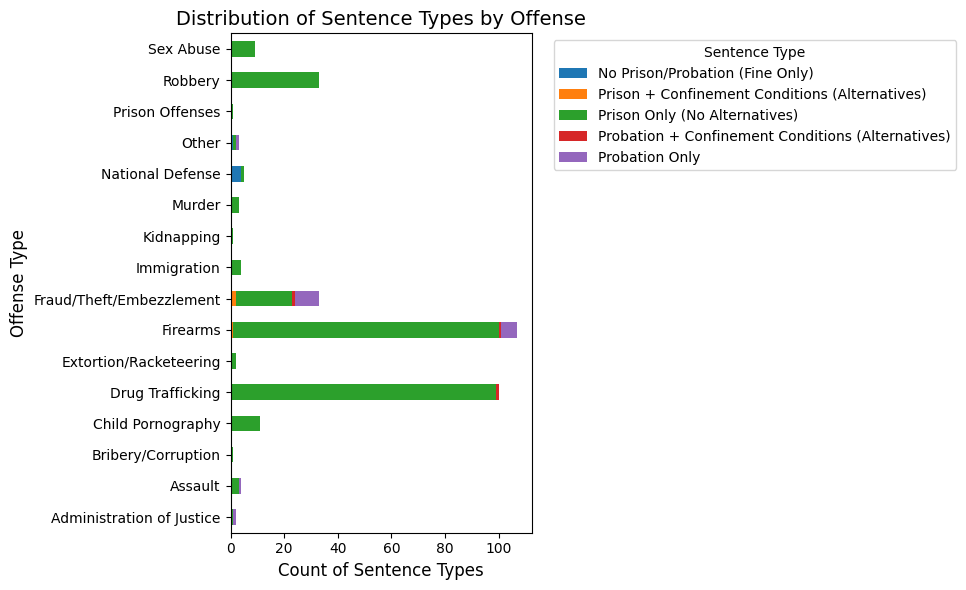 Distribution of Sentence Types by Offense
Sex Abuse
Robbery
Prison Offenses
Other
National Defense
Murder
Kidnapping
Immigration
Fraud/Theft/Embezzlement
Firearms
Extortion/Racketeering
Drug Trafficking
Child Pornography
Bribery/Corruption
Assault
Administration of Justice
Offense Type
0 20 40 60 80 100
Count of Sentence Types
Sentence Type
No Prison/Probation (Fine Only)
Prison + Confinement Conditions (Alternatives)
Prison Only (No Alternatives)
Probation + Confinement Conditions (Alternatives)
Probation Only